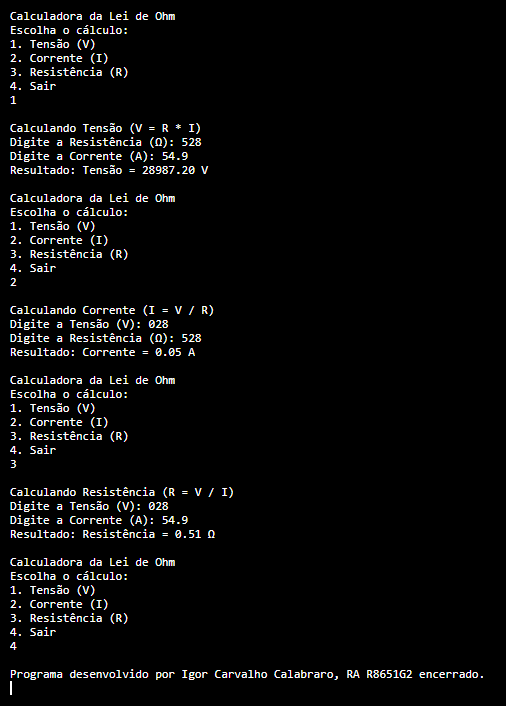 Calculadora da Lei de Ohm
Escolha o cálculo:
1. Tensão (V)
2. Corrente (I)
3. Resistência (R)
4. Sair
1
Calculando Tensão (V = R * I)
Digite a Resistência (Ω): 528
Digite a Corrente (A): 54.9
Resultado: Tensão = 28987.20 V
Calculadora da Lei de Ohm
Escolha o cálculo:
1. Tensão (V)
2. Corrente (I)
3. Resistência (R)
4. Sair
2
Calculando Corrente (I = V / R)
Digite a Tensão (V): 028
Digite a Resistência (Ω): 528
Resultado: Corrente = 0.05 A
Calculadora da Lei de Ohm
Escolha o cálculo:
1. Tensão (V)
2. Corrente (I)
3. Resistência (R)
4. Sair
3
Calculando Resistência (R = V / I)
Digite a Tensão (V): 028
Digite a Corrente (A): 54.9
Resultado: Resistência = 0.51 Ω
Calculadora da Lei de Ohm
Escolha o cálculo:
1. Tensão (V)
2. Corrente (I)
3. Resistência (R)
4. Sair
4
Programa desenvolvido por Igor Carvalho Calabraro, RA R8651G2 encerrado.